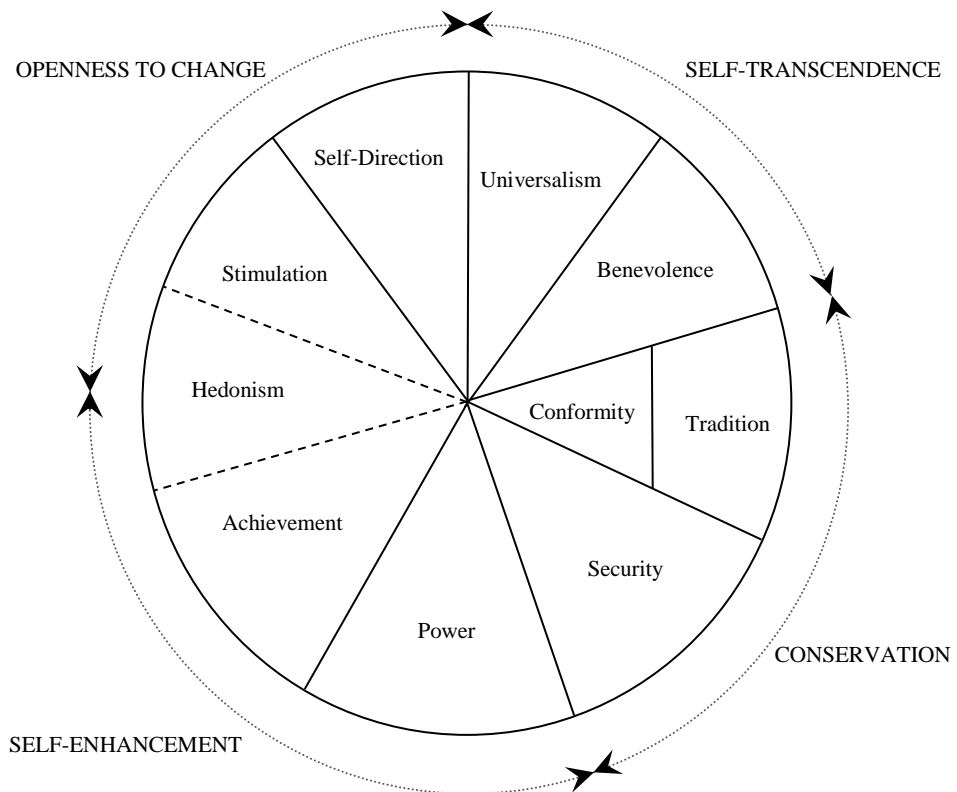 OPENNESS TO CHANGE
SELF-TRANSCENDENCE
Self-Direction
Universalism
Stimulation
Benevolence
Hedonism
Conformity
Tradition
Achievement
Security
Power
CONSERVATION
SELF-ENHANCEMENT